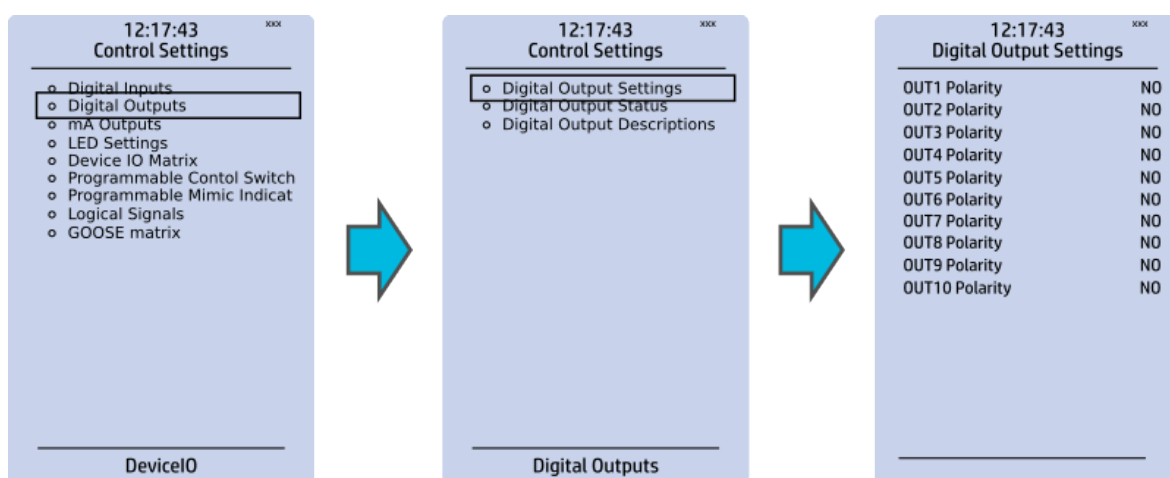 12:17:43 xxx
Control Settings
Digital Inputs
Digital Outputs
mA Outputs
LED Settings
Device IO Matrix
Programmable Contol Switch
Programmable Mimic Indicat
Logical Signals
GOOSE matrix
DeviceIO
12:17:43 xxx
Control Settings
Digital Output Settings
Digital Output Status
Digital Output Descriptions
Digital Outputs
12:17:43 xxx
Digital Output Settings
OUT1 Polarity NO
OUT2 Polarity NO
OUT3 Polarity NO
OUT4 Polarity NO
OUT5 Polarity NO
OUT6 Polarity NO
OUT7 Polarity NO
OUT8 Polarity NO
OUT9 Polarity NO
OUT10 Polarity NO